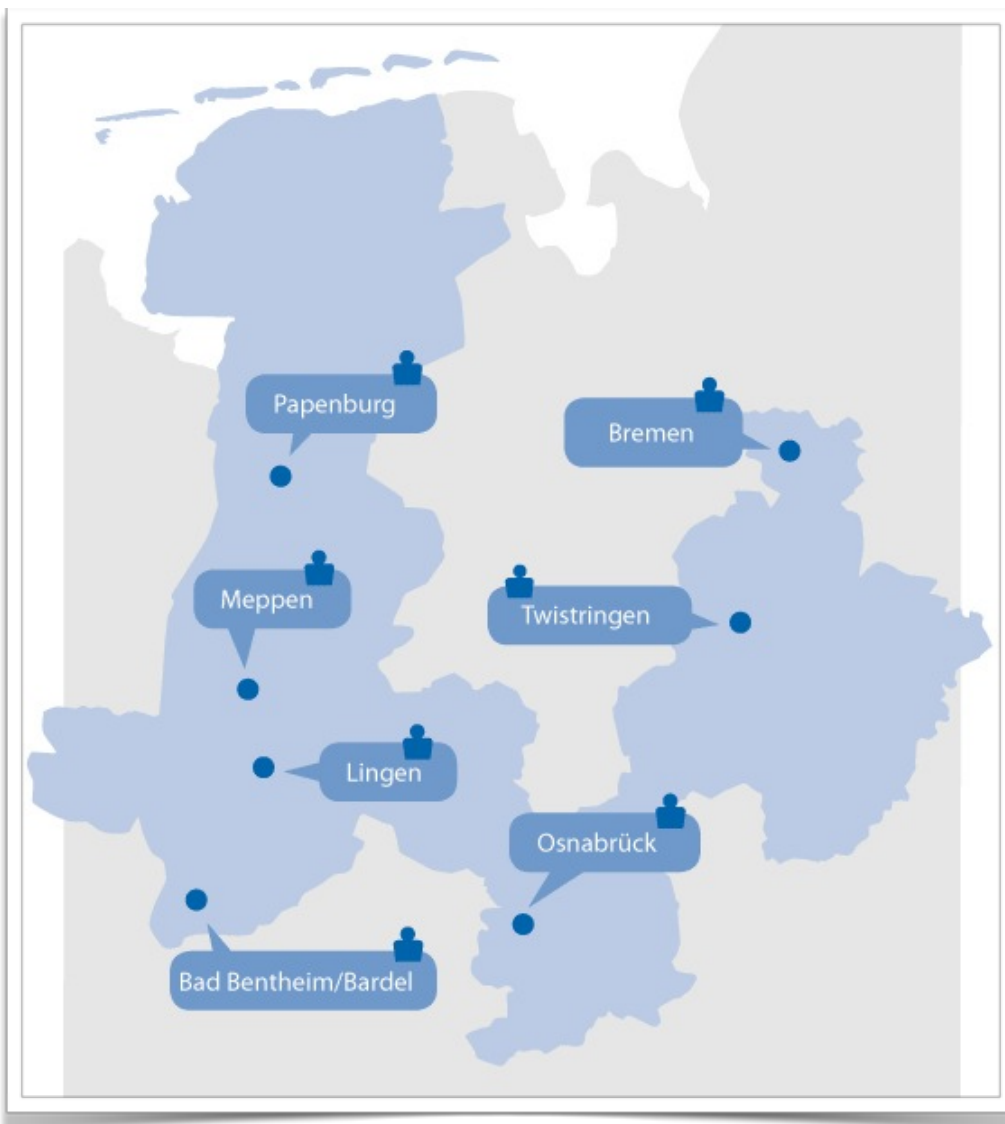 Papenburg
Bremen
Meppen
Twistringen
Lingen
Osnabrück
Bad Bentheim/Bardel